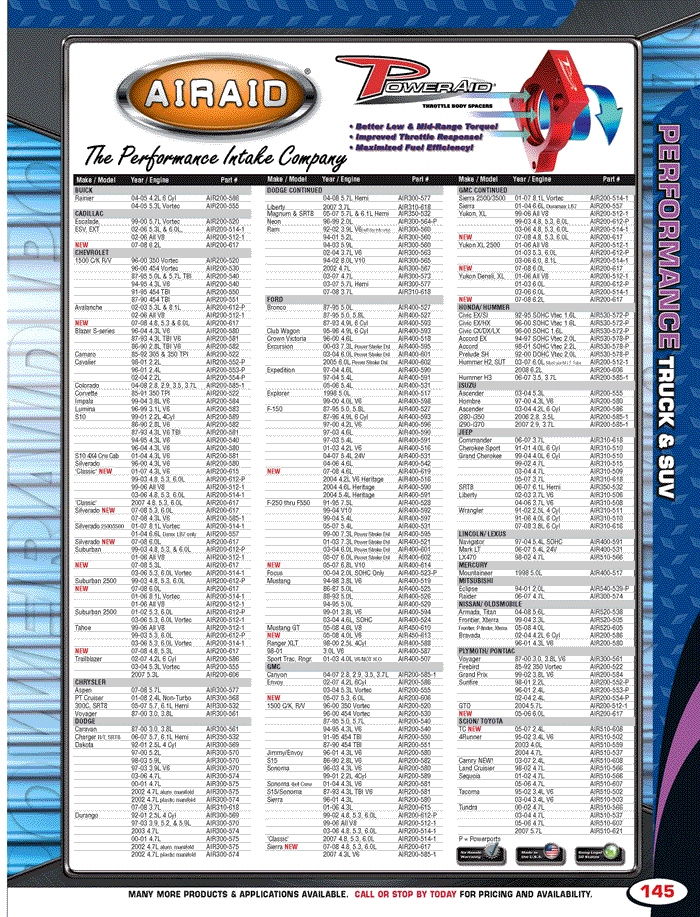 AIRAID®
The Performance Intake Company
POWERAID®
THROTTLE BODY SPACERS
• Better Low & Mid-Range Torque!
• Improved Throttle Response!
• Maximized Fuel Efficiency!
PERFORMANCE TRUCK & SUV
Make / Model Year / Engine Part #
BUICK
Rainier 04-05 4.2L 6 Cyl AIR200-586
04-05 5.3L Vortec AIR200-555
CADILLAC
Escalade 99-00 5.7L Vortec AIR200-520
ESV, EXT 02-06 5.3L & 6.0L AIR200-514-1
02-06 All V8 AIR200-512-1
NEW 07-08 6.2L AIR200-617
CHEVROLET
1500 C/K, R/V 96-00 350 Vortec AIR200-520
96-00 454 Vortec AIR200-530
87-95 5.0L & 5.7L TBI AIR200-540
94-95 4.3L V6 AIR200-540
91-95 454 TBI AIR200-550
87-90 454 TBI AIR200-551
Avalanche 02-03 5.3L & 8.1L AIR200-612-P
02-06 All V8 AIR200-512-1
NEW 07-08 4.8, 5.3 & 6.0L AIR200-617
Blazer S-series 96-04 4.3L V6 AIR200-580
87-93 4.3L TBI V6 AIR200-581
86-90 2.8L TBI V6 AIR200-582
Camaro 85-92 305 & 350 TPI AIR200-522
Cavalier 98-01 2.2L AIR200-552-P
96-01 2.4L AIR200-553-P
02-04 2.2L AIR200-554-P
Colorado 04-08 2.8, 2.9, 3.5, 3.7L AIR200-585-1
Corvette 85-91 350 TPI AIR200-522
Impala 99-04 3.8L V6 AIR200-584
Lumina 96-99 3.1L V6 AIR200-583
S10 99-01 2.2L 4Cyl AIR200-589
86-90 2.8L V6 AIR200-582
87-93 4.3L V6 TBI AIR200-581
94-95 4.3L V6 AIR200-540
96-04 4.3L V6 AIR200-580
S10 4X4 Crw Cab 01-04 4.3L V6 AIR200-581
Silverado 96-00 4.3L V6 AIR200-580
'Classic' NEW 01-07 4.3L V6 AIR200-615
99-03 4.8, 5.3, 6.0L AIR200-612-P
99-06 All V8 AIR200-512-1
03-06 4.8, 5.3, 6.0L AIR200-514-1
'Classic' 2007 4.8, 5.3, 6.0L AIR200-617
Silverado NEW 07-08 5.3, 6.0L AIR200-617
07-08 4.3L V6 AIR200-585-1
Silverado 2500/3500 01-07 8.1L Vortec AIR200-514-1
01-04 6.6L Durmx LB7 only AIR200-557
Silverado NEW 07-08 6.0L AIR200-617
Suburban 99-03 4.8, 5.3, & 6.0L AIR200-612-P
01-06 All V8 AIR200-512-1
NEW 07-08 5.3L AIR200-617
03-06 5.3, 6.0L Vortec AIR200-514-1
Suburban 2500 99-03 4.8, 5.3, 6.0L AIR200-612-P
NEW 07-08 6.0L AIR200-617
01-06 8.1L Vortec AIR200-514-1
01-06 All V8 AIR200-512-1
Suburban 2500 01-02 5.3, 6.0L AIR200-612-P
03-06 5.3, 6.0L Vortec AIR200-514-1
Tahoe 99-06 All V8 AIR200-512-1
99-03 5.3, 6.0L AIR200-612-P
03-06 5.3, 6.0L Vortec AIR200-514-1
NEW 07-08 4.8, 5.3L AIR200-617
Trailblazer 02-07 4.2L 6 Cyl AIR200-586
03-04 5.3L Vortec AIR200-555
2007 5.3L AIR200-606
CHRYSLER
Aspen 07-08 5.7L AIR300-577
PT Cruiser 01-08 2.4L Non-Turbo AIR300-568
300C, SRT8 05-07 5.7, 6.1L Hemi AIR350-532
Voyager 87-00 3.0, 3.8L AIR300-561
DODGE
Caravan 87-00 3.0, 3.8L AIR300-561
Charger R/T, SRT8 06-07 5.7, 6.1L Hemi AIR350-532
Dakota 92-01 2.5L 4 Cyl AIR300-569
97-00 5.2L AIR300-570
98-03 5.9L AIR300-570
97-03 3.9L V6 AIR300-570
03-06 4.7L AIR300-574
00-01 4.7L AIR300-575
2002 4.7L alum. manifold AIR300-575
2002 4.7L plastic manifold AIR300-574
07-08 3.7L AIR310-618
Durango 92-01 2.5L 4 Cyl AIR300-569
97-03 3.9, 5.2, & 5.9L AIR300-570
2003 4.7L AIR300-574
00-01 4.7L AIR300-575
2002 4.7L alum. manifold AIR300-575
2002 4.7L plastic manifold AIR300-574
Make / Model Year / Engine Part #
DODGE CONTINUED
04-08 5.7L Hemi AIR300-577
Liberty 2007 3.7L AIR310-618
Magnum & SRT8 05-07 5.7L & 6.1L Hemi AIR350-532
Neon 96-99 2.0L AIR300-564-P
Ram 92-02 3.9L V6 AIR300-570
94-01 5.2L AIR300-560
94-03 5.9L AIR300-560
02-04 3.7L V6 AIR300-563
94-02 8.0L V10 AIR300-565
2002 4.7L AIR300-567
03-07 4.7L AIR300-573
03-07 5.7L Hemi AIR300-577
07-08 3.7L AIR310-618
FORD
Bronco 87-95 5.0L AIR400-527
87-95 5.0, 5.8L AIR400-527
87-93 4.9L 6 Cyl AIR400-593
Club Wagon 95-96 4.9L 6 Cyl AIR400-593
Crown Victoria 96-00 4.6L AIR400-518
Excursion 00-03 7.3L Power Stroke Dsl AIR400-595
03-04 6.0L Power Stroke Dsl AIR400-601
2005 6.0L Power Stroke Dsl AIR400-602
Expedition 97-04 4.6L AIR400-590
97-04 5.4L AIR400-591
05-06 5.4L AIR400-531
Explorer 1998 5.0L AIR400-517
99-00 4.0L V6 AIR400-598
F-150 87-95 5.0, 5.8L AIR400-527
87-96 4.9L 6 Cyl AIR400-593
97-00 4.2L V6 AIR400-596
97-03 4.6L AIR400-590
97-03 5.4L AIR400-591
01-03 4.2L V6 AIR400-516
04-07 5.4L 24V AIR400-531
04-06 4.6L AIR400-542
NEW 07-08 4.6L AIR400-619
2004 4.2L V6 Heritage AIR400-516
2004 4.6L Heritage AIR400-590
2004 5.4L Heritage AIR400-591
F-250 thru F550 91-95 7.5L AIR400-528
99-04 V10 AIR400-592
99-04 5.4L AIR400-597
05-07 5.4L AIR400-531
99-00 7.3L Power Stroke Dsl AIR400-595
01-03 7.3L Power Stroke Dsl AIR400-521
03-04 6.0L Power Stroke Dsl AIR400-601
05-07 6.0L Power Stroke Dsl AIR400-602
NEW 05-07 6.8L V10 AIR400-614
Focus 00-04 2.0L SOHC Only AIR400-523-P
Mustang 94-98 3.8L V6 AIR400-519
86-87 5.0L AIR400-525
88-93 5.0L AIR400-526
94-95 5.0L AIR400-529
99-01 3.8L V6 AIR400-594
03-04 4.6L, SOHC AIR400-524
Mustang GT 05-08 4.6L V8 AIR450-610
NEW 05-08 4.0L V6 AIR450-613
Ranger XLT 98-00 2.5L 4Cyl AIR400-588
98-01 3.0L V6 AIR400-587
Sport Trac, Rngr. 01-03 4.0L V6 AIR400-507
GMC
Canyon 04-07 2.8, 2.9, 3.5, 3.7L AIR200-585-1
Envoy 02-07 4.2L 6Cyl AIR200-586
03-04 5.3L Vortec AIR200-555
NEW 05-07 5.3, 6.0L AIR200-606
1500 C/K, R/V 96-00 350 Vortec AIR200-520
96-00 454 Vortec AIR200-530
87-95 5.0, 5.7L AIR200-540
94-95 4.3L V6 AIR200-540
91-95 454 TBI AIR200-550
87-90 454 TBI AIR200-551
Jimmy/Envoy 96-01 4.3L V6 AIR200-580
S15 86-90 2.8L V6 AIR200-582
Sonoma 96-03 4.3L V6 AIR200-580
99-01 2.2L 4Cyl AIR200-589
Sonoma 4x4 Crew 01-04 4.3L V6 AIR200-581
S15/Sonoma 87-93 4.3L TBI V6 AIR200-581
Sierra 96-01 4.3L AIR200-580
01-06 4.3L AIR200-615
99-02 4.8, 5.3, 6.0L AIR200-612-P
99-06 All V8 AIR200-512-1
03-06 4.8, 5.3, 6.0L AIR200-514-1
'Classic' 2007 4.8, 5.3, 6.0L AIR200-514-1
Sierra NEW 07-08 4.8, 5.3, 6.0L AIR200-617
2007 4.3L V6 AIR200-585-1
Make / Model Year / Engine Part #
GMC CONTINUED
Sierra 2500/3500 01-07 8.1L Vortec AIR200-514-1
Sierra 01-04 6.6L Duramax LB7 AIR200-557
Yukon, XL 99-06 All V8 AIR200-512-1
99-03 4.8, 5.3, 6.0L AIR200-612-P
03-06 4.8, 5.3, 6.0L AIR200-514-1
NEW 07-08 4.8, 5.3, 6.0L AIR200-617
Yukon XL 2500 01-06 All V8 AIR200-512-1
01-03 5.3, 6.0L AIR200-612-P
03-06 6.0, 8.1L AIR200-514-1
NEW 07-08 6.0L AIR200-617
Yukon Denali, XL 01-06 All V8 AIR200-512-1
01-03 6.0L AIR200-612-P
03-06 6.0L AIR200-514-1
NEW 07-08 6.2L AIR200-617
HONDA/ HUMMER
Civic EX/SI 92-95 SOHC Vtec 1.6L AIR530-572-P
Civic EX/HX 96-00 SOHC Vtec 1.6L AIR530-572-P
Civic CX/DX/LX 96-00 SOHC 1.6L AIR530-572-P
Accord EX 94-97 SOHC Vtec 2.0L AIR530-578-P
Accord 98-01 SOHC Vtec 2.2L AIR530-578-P
Prelude SH 92-00 DOHC Vtec 2.0L AIR530-578-P
Hummer H2, SUT 03-07 6.0L AIR200-512-1
2008 6.2L AIR200-606
Hummer H3 06-07 3.5, 3.7L AIR200-585-1
ISUZU
Ascender 03-04 5.3L AIR200-555
Hombre 97-00 4.3L V6 AIR200-580
Ascender 03-04 4.2L 6 Cyl AIR200-586
i280-i350 2006 2.8, 3.5L AIR200-585-1
i290-i370 2007 2.9, 3.7L AIR200-585-1
JEEP
Commander 06-07 3.7L AIR310-618
Cherokee Sport 91-01 4.0L 6 Cyl AIR310-510
Grand Cherokee 99-04 4.0L 6 Cyl AIR310-510
99-02 4.7L AIR310-515
03-04 4.7L AIR310-509
05-07 3.7L AIR310-618
SRT8 06-07 6.1L Hemi AIR350-532
Liberty 02-03 3.7L V6 AIR310-506
04-06 3.7L V6 AIR310-508
Wrangler 91-02 2.5L 4 Cyl AIR310-511
91-06 4.0L 6 Cyl AIR310-510
07-08 3.8L 6 Cyl AIR310-616
LINCOLN/ LEXUS
Navigator 97-04 5.4L SOHC AIR400-591
Mark LT 06-07 5.4L 24V AIR400-531
LX470 98-02 4.7L AIR510-566
MERCURY
Mountaineer 1998 5.0L AIR400-517
MITSUBISHI
Eclipse 94-01 2.0L AIR540-539-P
Raider 06-07 4.7L AIR300-574
NISSAN/ OLDSMOBILE
Armada, Titan 04-08 5.6L AIR520-538
Frontier, Xterra 99-04 3.3L AIR520-505
Frontier, P-finder, Xterra 05-08 4.0L AIR520-605
Bravada 02-04 4.2L 6 Cyl AIR200-586
96-01 4.3L V6 AIR200-580
PLYMOUTH/ PONTIAC
Voyager 87-00 3.0, 3.8L V6 AIR300-561
Firebird 85-92 350 Vortec AIR200-522
Grand Prix 99-02 3.8L V6 AIR200-584
Sunfire 98-01 2.2L AIR200-552-P
96-01 2.4L AIR200-553-P
02-04 2.2L AIR200-554-P
GTO 2004 5.7L AIR200-512-1
NEW 05-06 6.0L AIR200-617
SCION/ TOYOTA
TC NEW 05-07 2.4L AIR510-608
4Runner 95-02 3.4L V6 AIR510-502
2003 4.0L AIR510-559
2004 4.7L AIR510-537
Camry NEW! 03-07 2.4L AIR510-608
Land Cruiser 98-02 4.7L AIR510-566
Sequoia 01-02 4.7L AIR510-566
05-06 4.7L AIR510-607
Tacoma 95-02 3.4L V6 AIR510-502
03-04 3.4L V6 AIR510-503
Tundra 00-02 4.7L AIR510-566
03-04 4.7L AIR510-537
05-06 4.7L AIR510-607
2007 5.7L AIR510-621
P = Powerports
Warranty
Made in the U.S.A.
50 States
MANY MORE PRODUCTS & APPLICATIONS AVAILABLE. CALL OR STOP BY TODAY FOR PRICING AND AVAILABILITY.
145